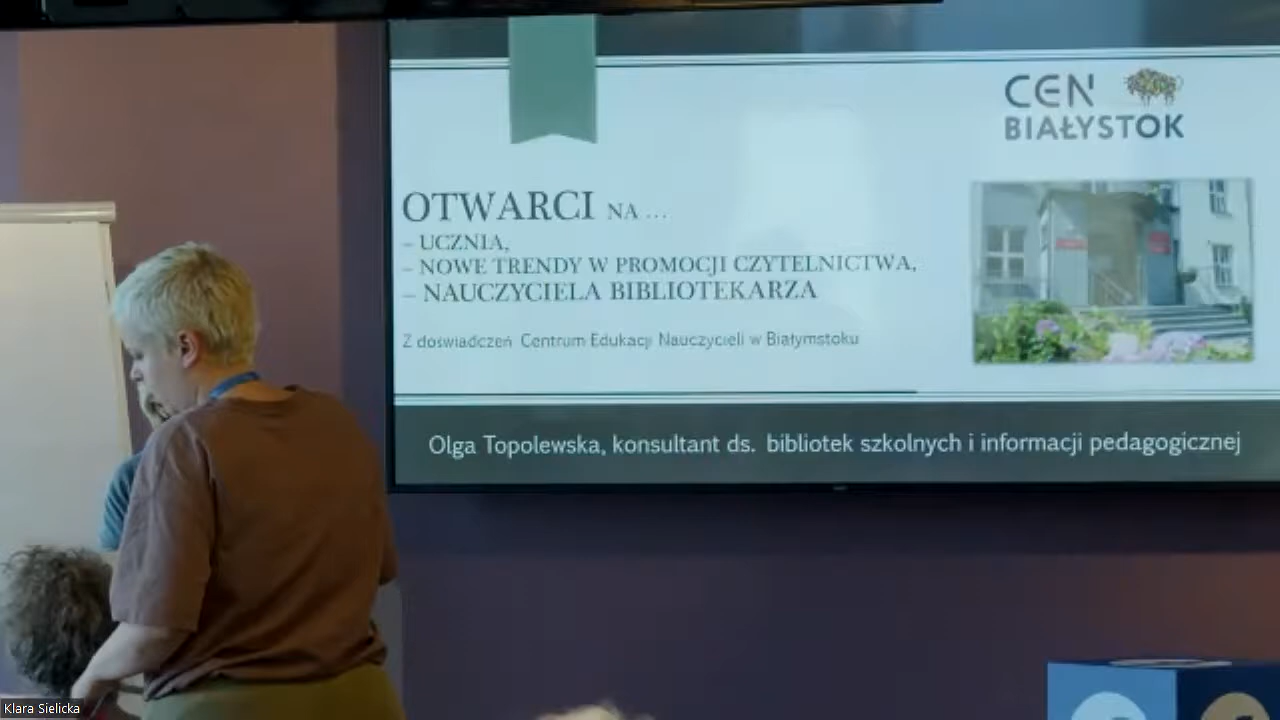 CEN
BIAŁYSTOK
OTWARCI NA ...
– UCZNIA,
– NOWE TRENDY W PROMOCJI CZYTELNICTWA,
– NAUCZYCIELA BIBLIOTEKARZA
Z doświadczeń Centrum Edukacji Nauczycieli w Białymstoku
Olga Topolewska, konsultant ds. bibliotek szkolnych i informacji pedagogicznej
Klara Sielicka